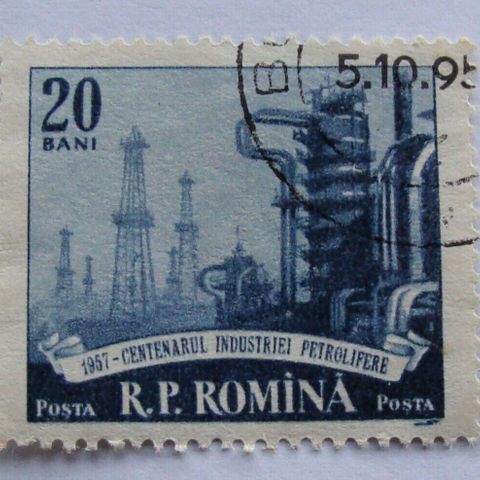 20
BANI
5.10.95
1957-CENTENARUL INDUSTRIEI PETROLIFERE
POSTA R.P. ROMÎNĂ POSTA